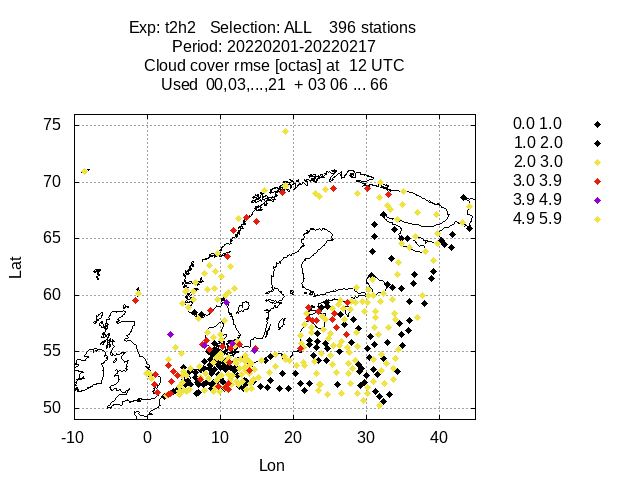 Exp: t2h2 Selection: ALL 396 stations
Period: 20220201-20220217
Cloud cover rmse [octas] at 12 UTC
Used 00,03,...,21 + 03 06 ... 66
0.0 1.0
1.0 2.0
2.0 3.0
3.0 3.9
3.9 4.9
4.9 5.9
75
70
65
60
55
50
Lat
-10 0 10 20 30 40
Lon